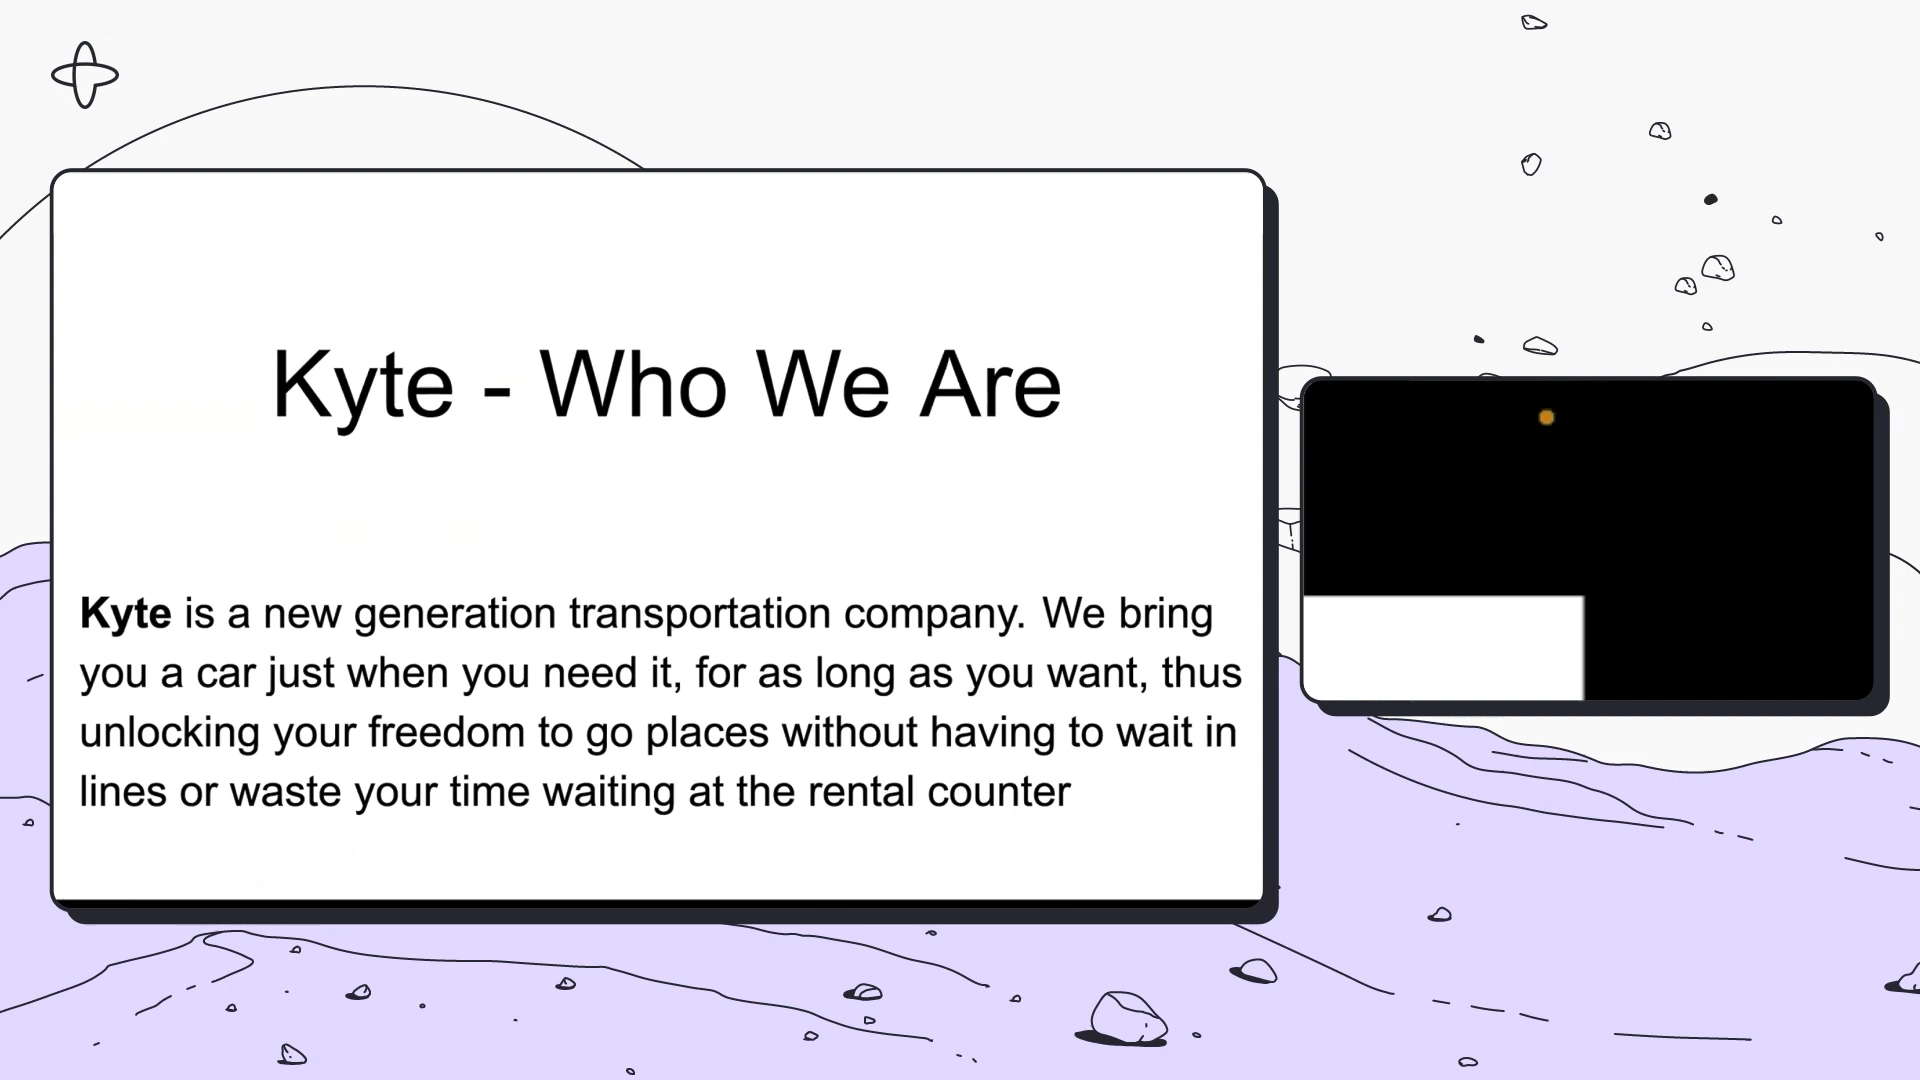 Kyte - Who We Are
Kyte is a new generation transportation company. We bring
you a car just when you need it, for as long as you want, thus
unlocking your freedom to go places without having to wait in
lines or waste your time waiting at the rental counter